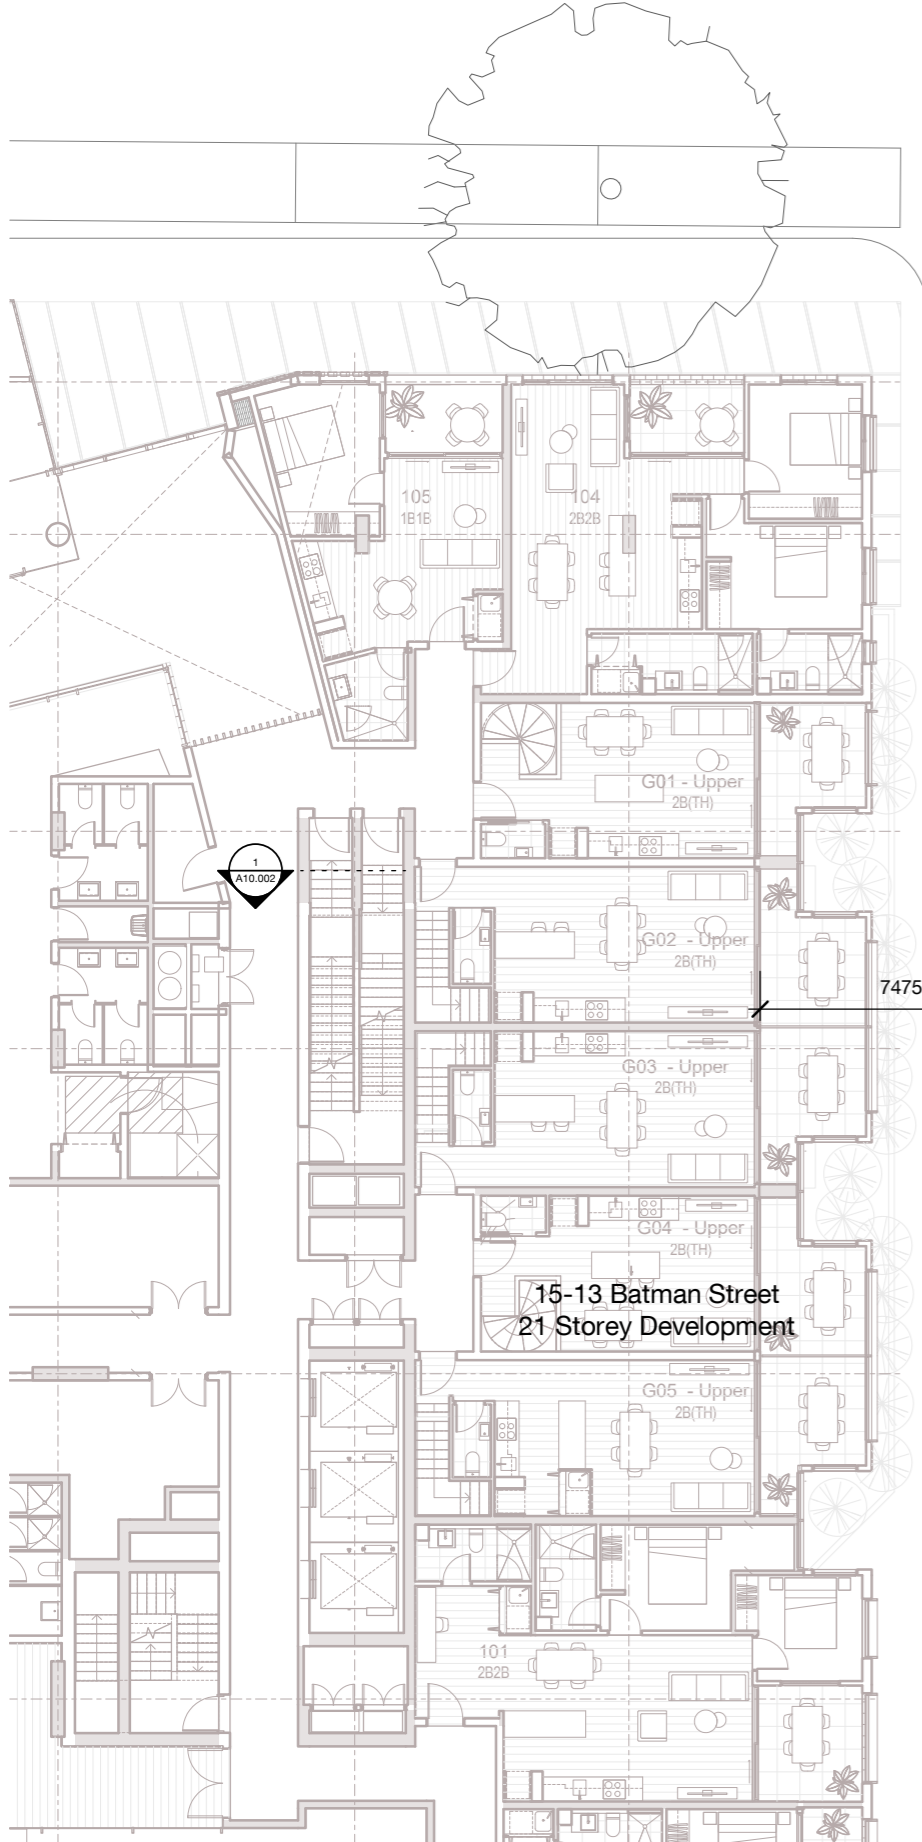 105
1B1B
104
2B2B
G01 - Upper
2B(TH)
1
A10.002
G02 - Upper
2B(TH)
7475
G03 - Upper
2B(TH)
G04 - Upper
2B(TH)
15-13 Batman Street
21 Storey Development
G05 - Upper
2B(TH)
101
2B2B